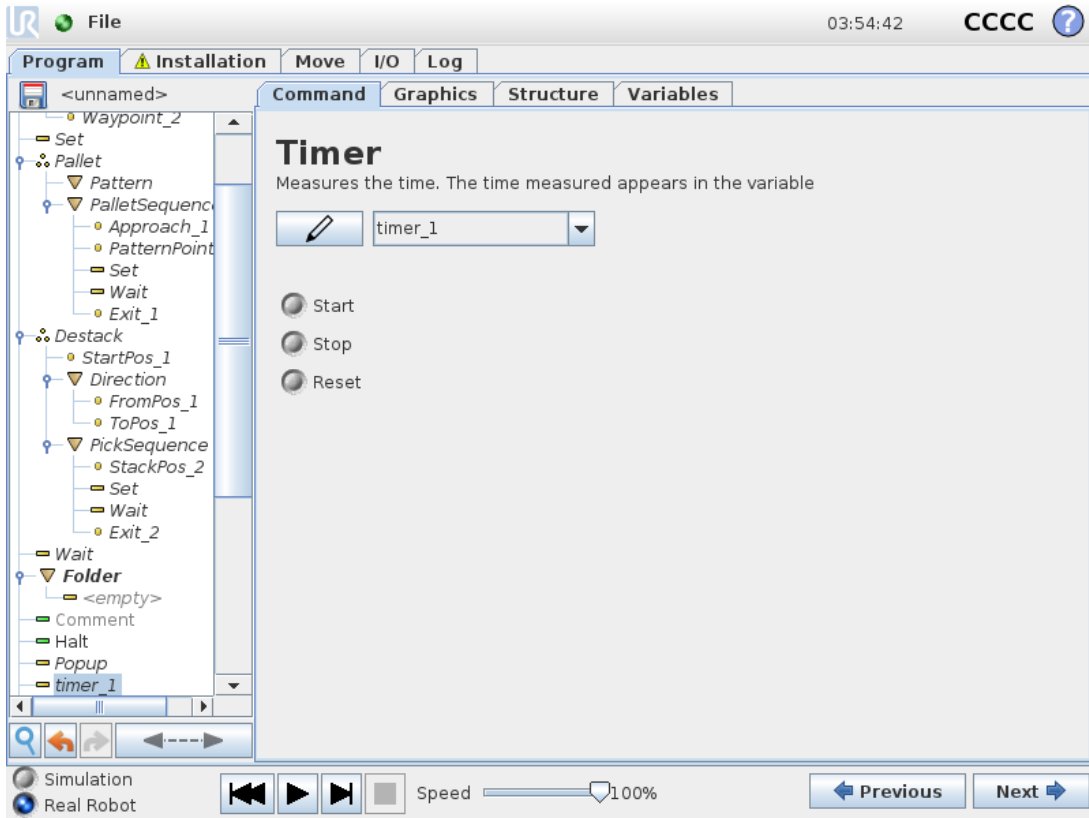 UR File 03:54:42 CCCC ?
Program Installation Move I/O Log
<unnamed>
Command Graphics Structure Variables
Waypoint_2
Set
Pallet
Pattern
PalletSequenc
Approach_1
PatternPoint
Set
Wait
Exit_1
Destack
StartPos_1
Direction
FromPos_1
ToPos_1
PickSequence
StackPos_2
Set
Wait
Exit_2
Wait
Folder
<empty>
Comment
Halt
Popup
timer_1
Timer
Measures the time. The time measured appears in the variable
timer_1
Start
Stop
Reset
Simulation
Real Robot
Speed 100%
Previous Next